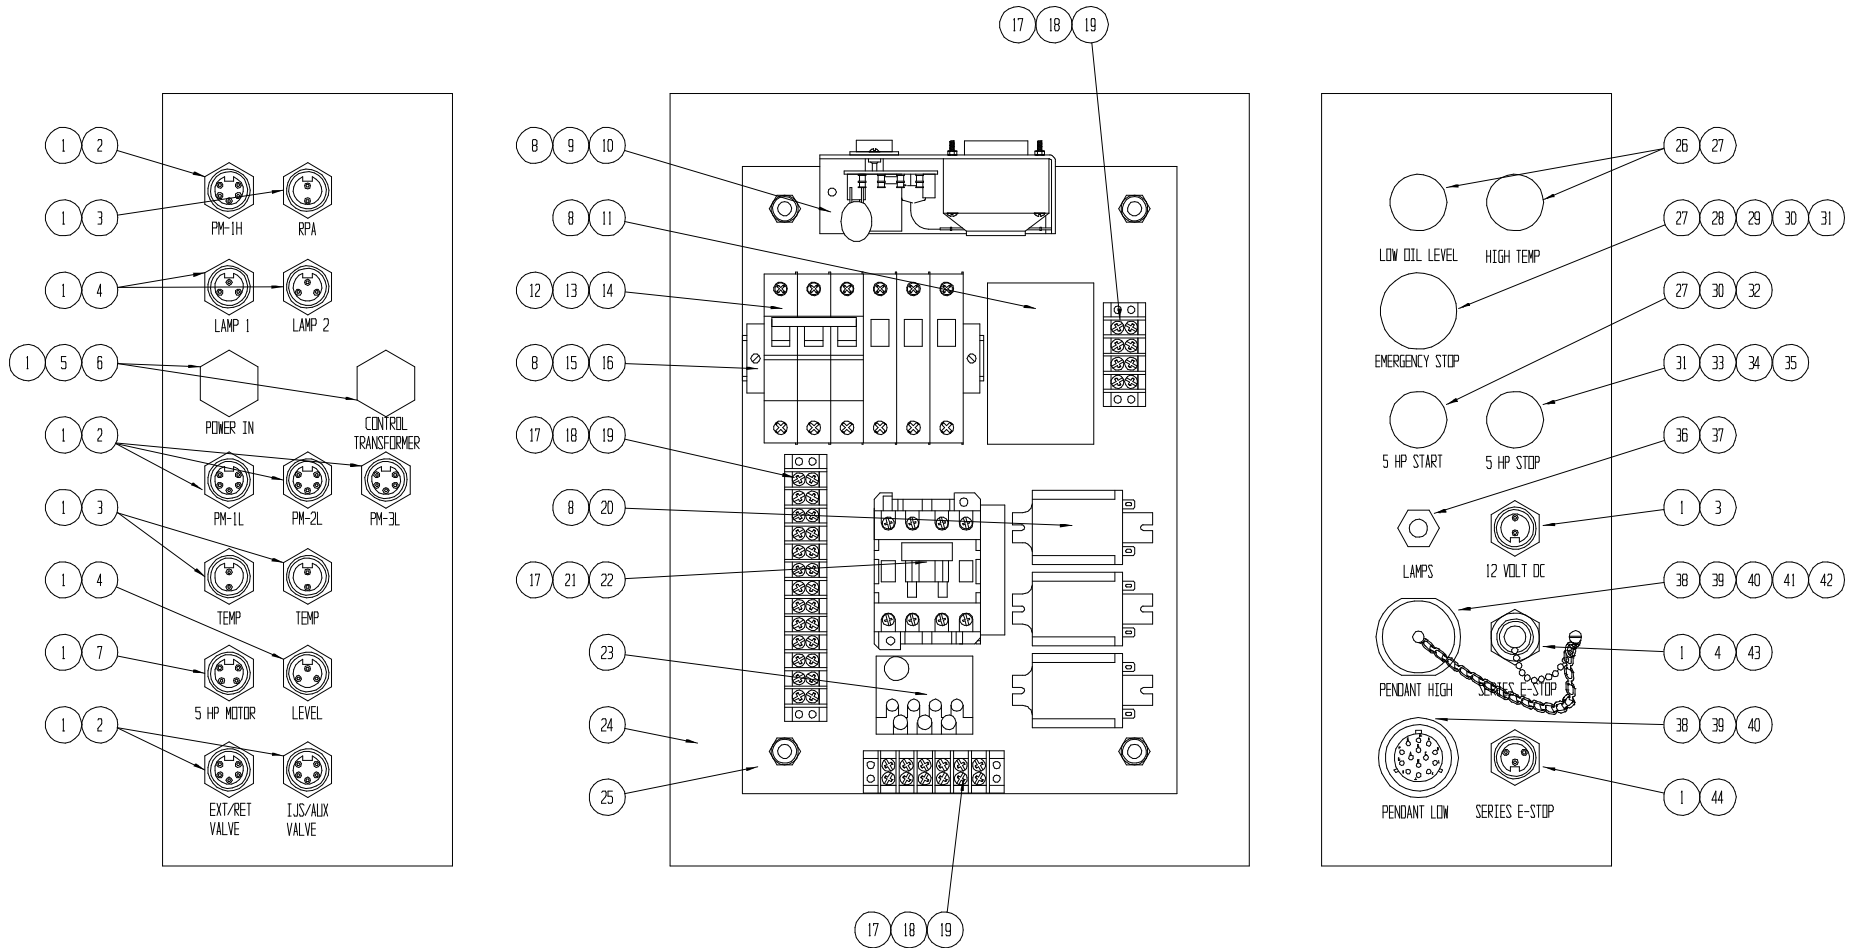 17 18 19
1 2
PM-1H
RPA
1 3
1 4
LAMP 1
LAMP 2
1 5 6
POWER IN
CONTROL
TRANSFORMER
1 2
PM-1L
PM-2L
PM-3L
1 3
TEMP
TEMP
1 4
1 7
5 HP MOTOR
LEVEL
1 2
EXT/RET
VALVE
IJS/AUX
VALVE
8 9 10
8 11
12 13 14
8 15 16
17 18 19
8 20
17 21 22
23
24
25
17 18 19
26 27
LOW OIL LEVEL
HIGH TEMP
27 28 29 30 31
EMERGENCY STOP
27 30 32
31 33 34 35
5 HP START
5 HP STOP
36 37
1 3
LAMPS
12 VOLT DC
38 39 40 41 42
1 4 43
PENDANT HIGH
SERIES E-STOP
38 39 40
1 44
PENDANT LOW
SERIES E-STOP